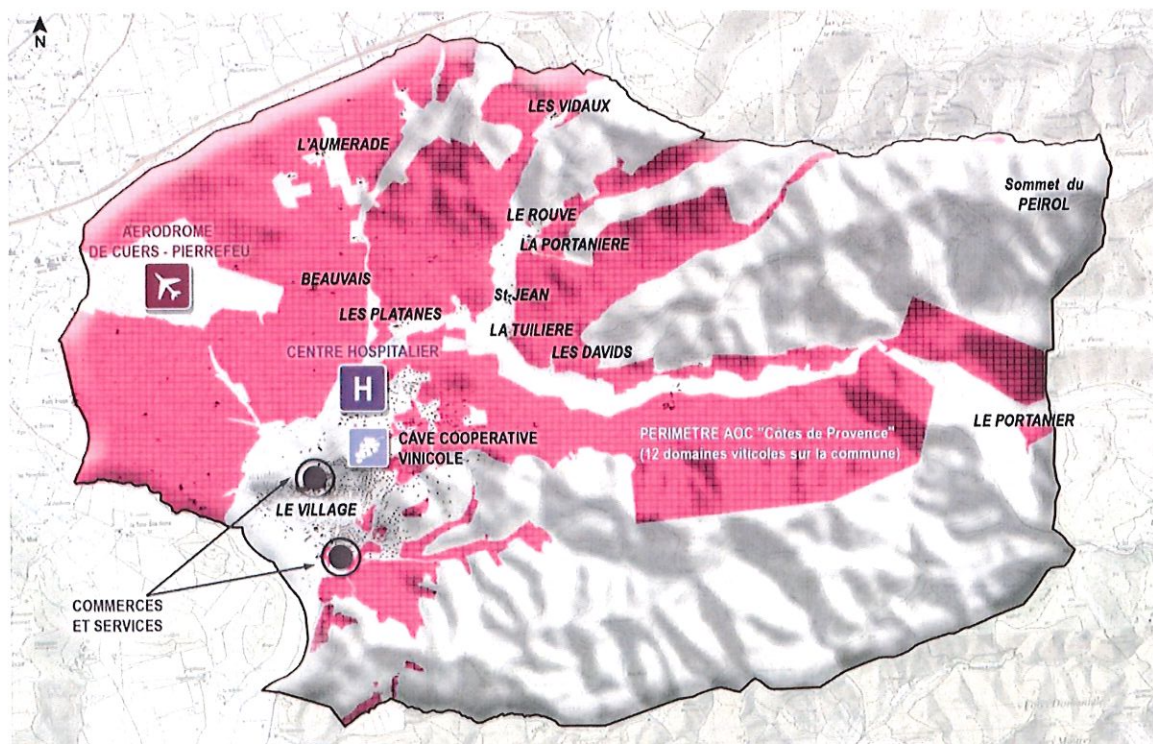 N
LES VIDAUX
L'AUMERADE
Sommet du
PEIROL
LE ROUVE
AERODROME
DE CUERS - PIERREFEU
LA PORTANIERE
BEAUVAIS
St JEAN
LES PLATANES
LA TUILIERE
CENTRE HOSPITALIER
LES DAVIDS
H
LE PORTANIER
PERIMETRE AOC "Côtes de Provence"
(12 domaines viticoles sur la commune)
CAVE COOPERATIVE
VINICOLE
LE VILLAGE
COMMERCES
ET SERVICES